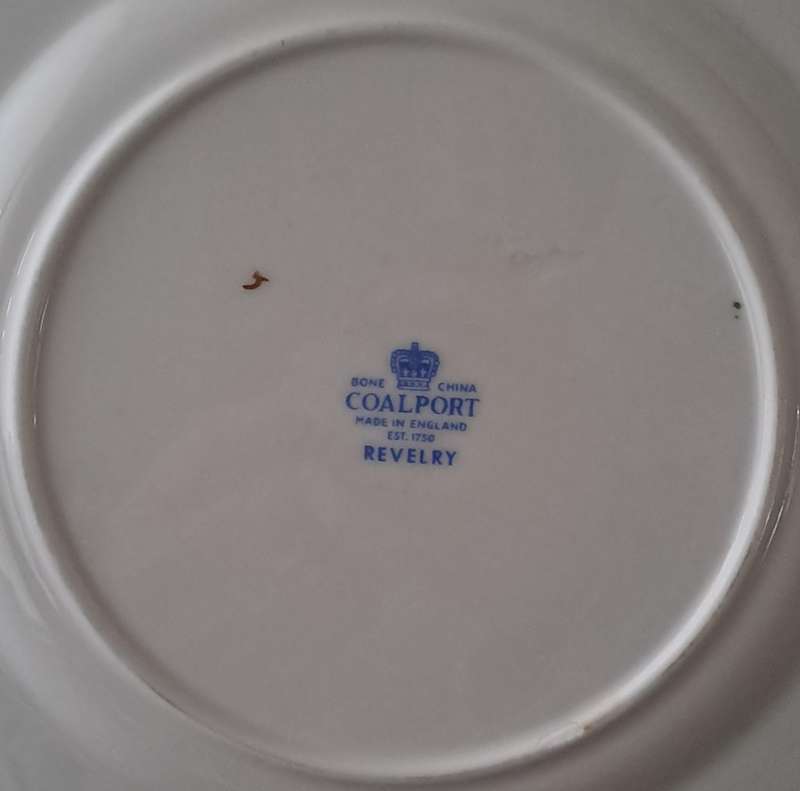 BONE CHINA
COALPORT
MADE IN ENGLAND
EST. 1750
REVELRY